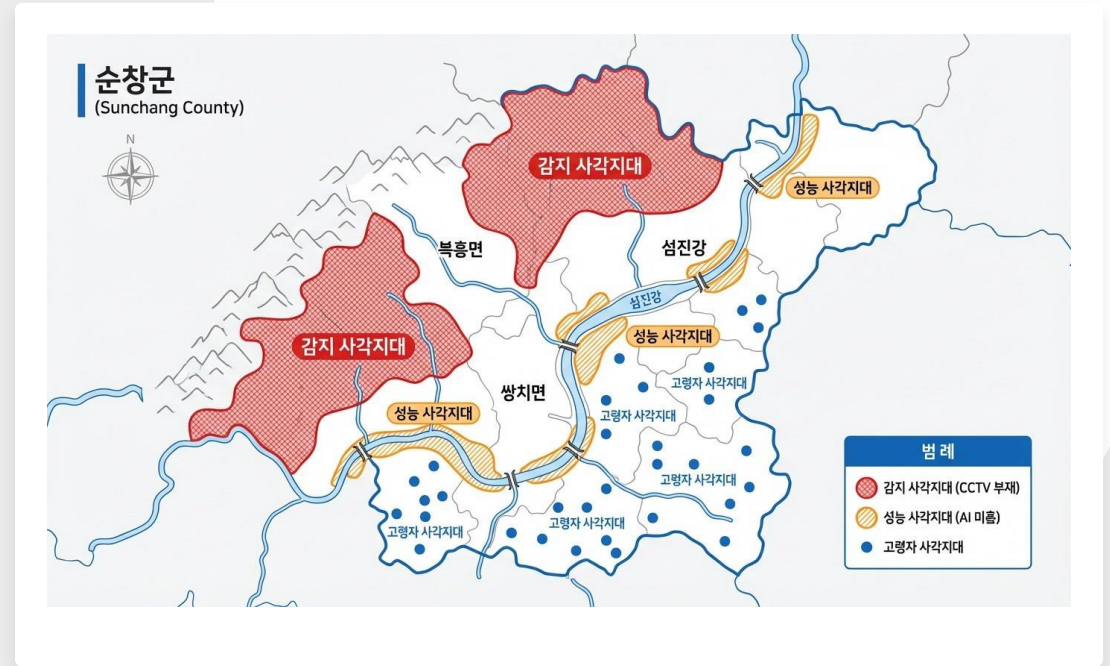 순창군
(Sunchang County)
N
감지 사각지대
성능 사각지대
복흥면
섬진강
섬진강
감지 사각지대
성능 사각지대
쌍치면
고령자 사각지대
성능 사각지대
고령자 사각지대
고령자 사각지대
고령자 사각지대
고령자 사각지대
범 례
감지 사각지대 (CCTV 부재)
성능 사각지대 (AI 미흡)
고령자 사각지대